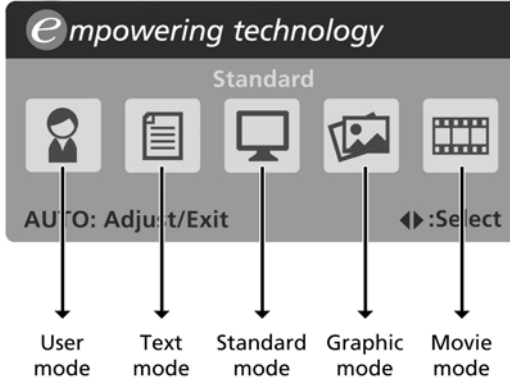 empowering technology
Standard
AUTO: Adjust/Exit
:Select
User mode
Text mode
Standard mode
Graphic mode
Movie mode